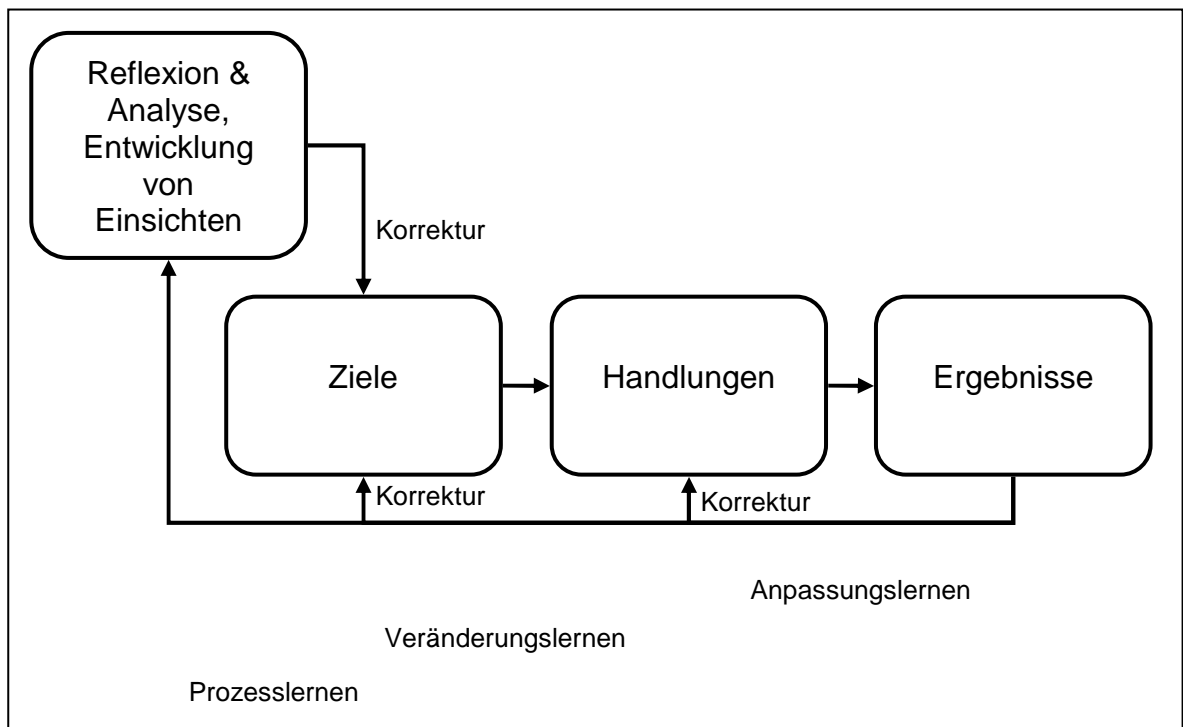 Reflexion &
Analyse,
Entwicklung
von
Einsichten
Korrektur
Ziele
Handlungen
Ergebnisse
Korrektur
Korrektur
Anpassungslernen
Veränderungslernen
Prozesslernen